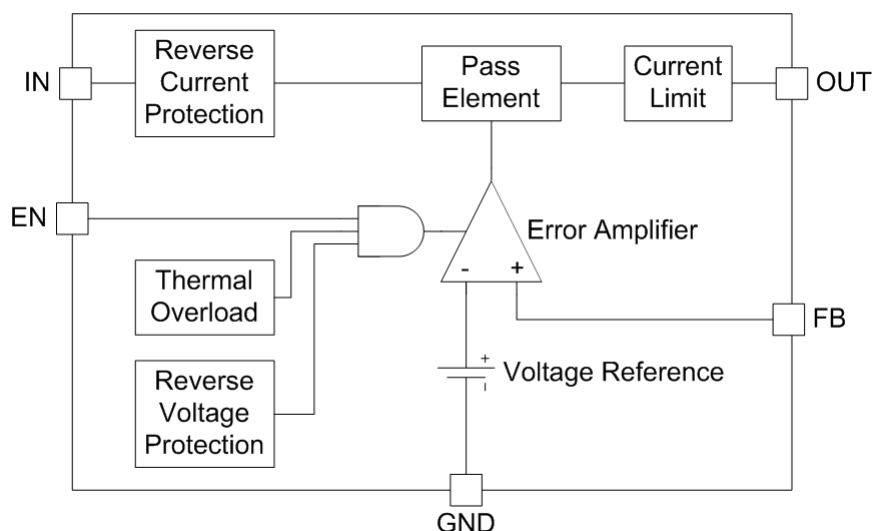 Reverse
Current
Protection
Pass
Element
Current
Limit
IN
OUT
EN
Error Amplifier
-
+
Thermal
Overload
FB
Reverse
Voltage
Protection
+
Voltage Reference
-
GND